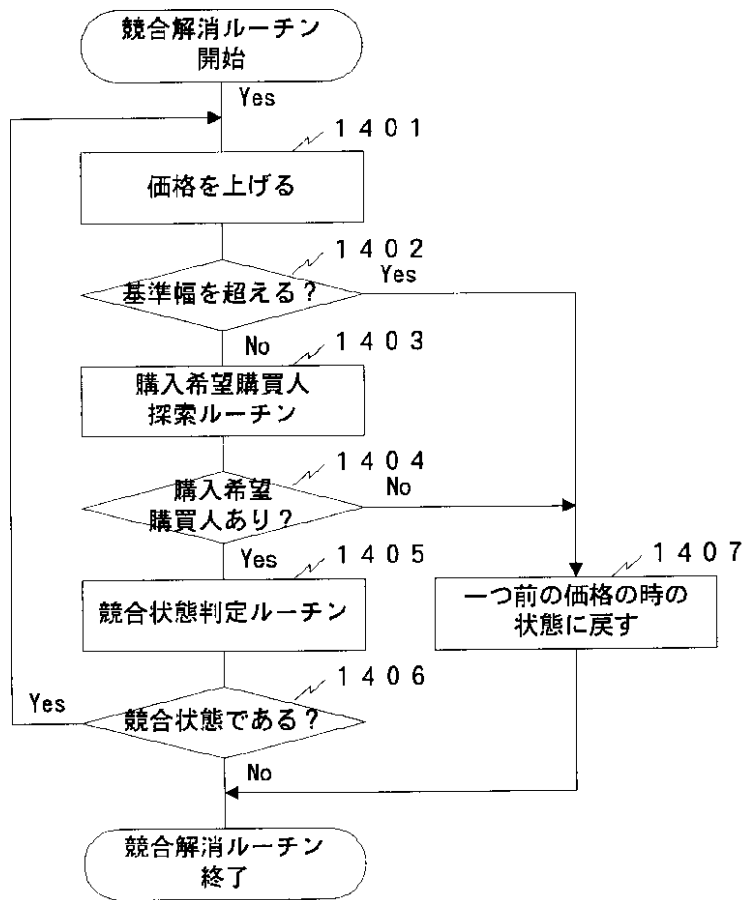 競合解消ルーチン
開始
Yes
1401
価格を上げる
1402
基準幅を超える?
Yes
No
1403
購入希望購買人
探索ルーチン
1404
購入希望
購買人あり?
No
Yes
1405
競合状態判定ルーチン
1407
一つ前の価格の時の
状態に戻す
1406
競合状態である?
Yes
No
競合解消ルーチン
終了